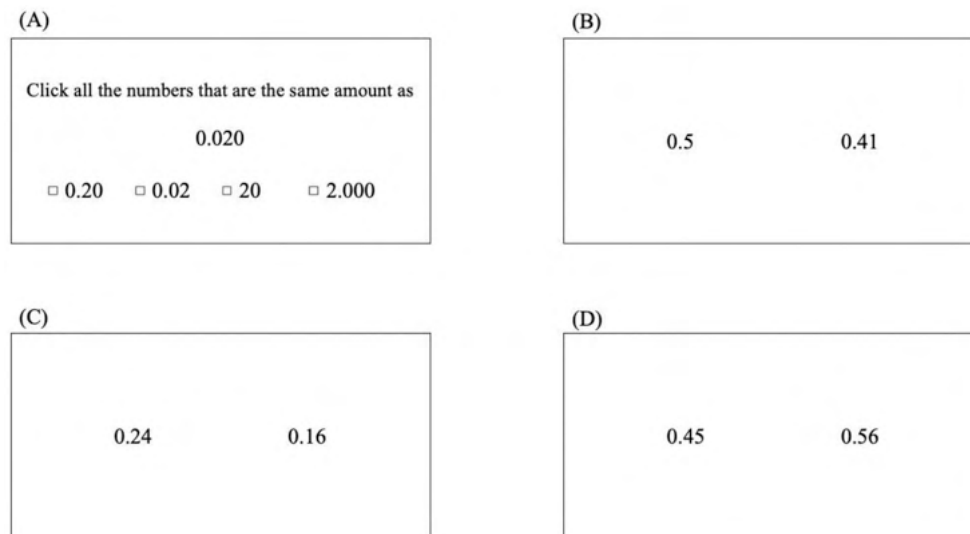 (A)
Click all the numbers that are the same amount as
0.020
□ 0.20 □ 0.02 □ 20 □ 2.000
(B)
0.5 0.41
(C)
0.24 0.16
(D)
0.45 0.56